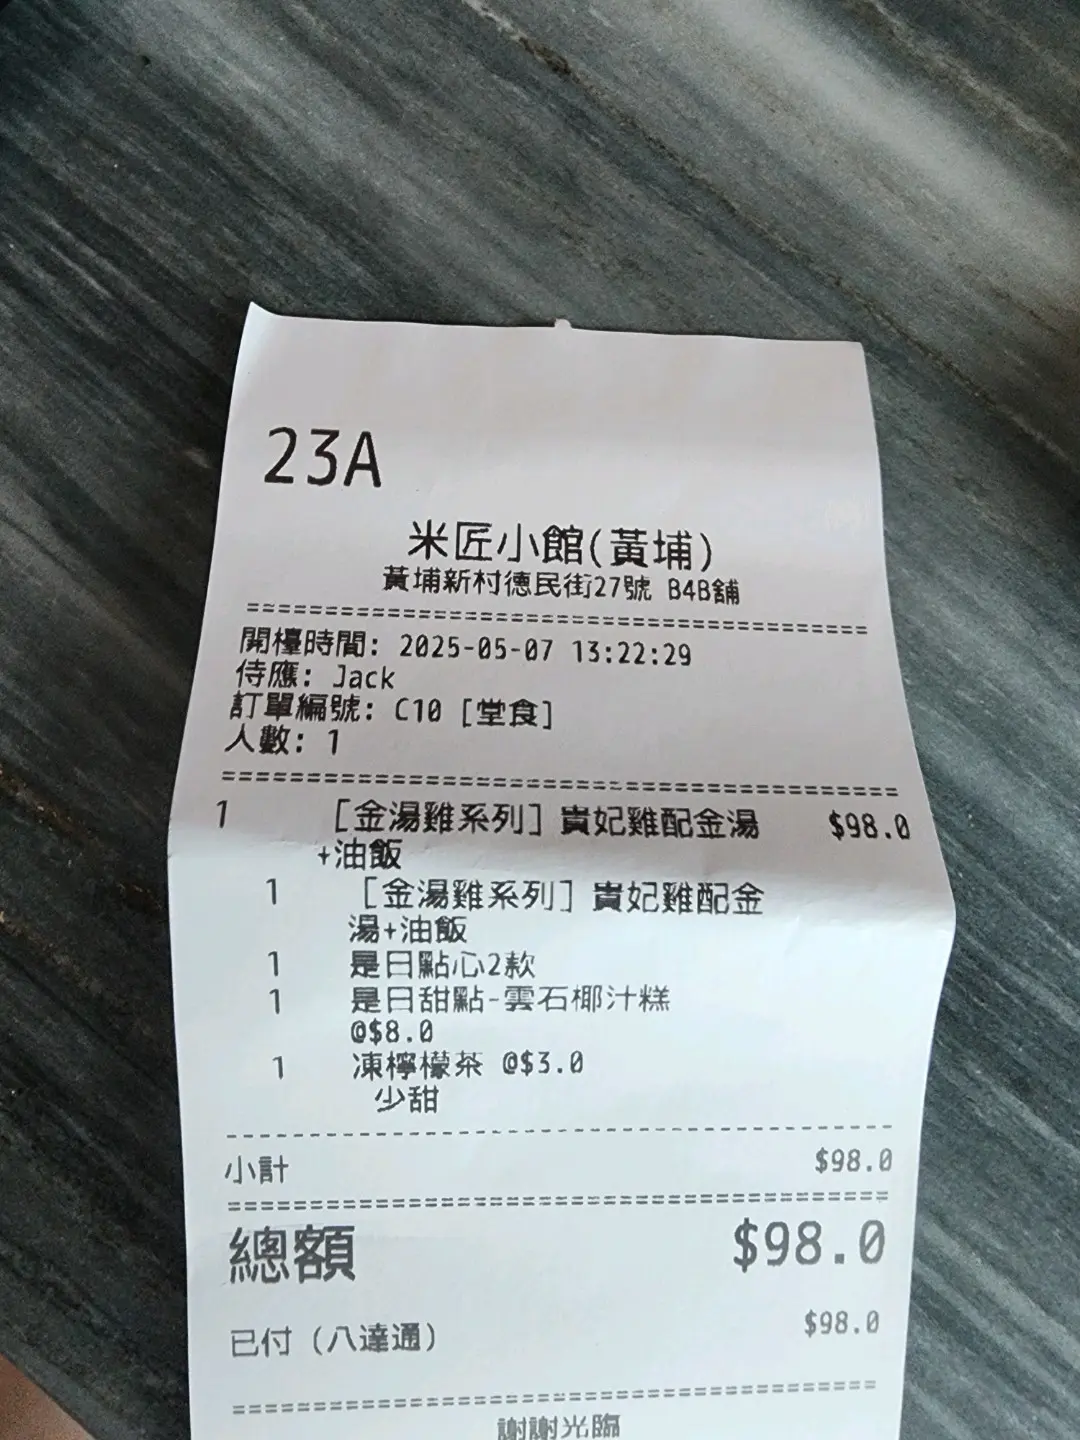 23A
米匠小館(黃埔)
黃埔新村德民街27號 B4B舖
開檯時間: 2025-05-07 13:22:29
侍應: Jack
訂單編號: C10 [堂食]
人數: 1
1 [金湯雞系列] 貴妃雞配金湯 $98.0
+油飯
1 [金湯雞系列] 貴妃雞配金
湯+油飯
1 是日點心2款
1 是日甜點-雲石椰汁糕
@$8.0
1 凍檸檬茶 @$3.0
少甜
小計 $98.0
總額 $98.0
已付 (八達通) $98.0
謝謝光臨